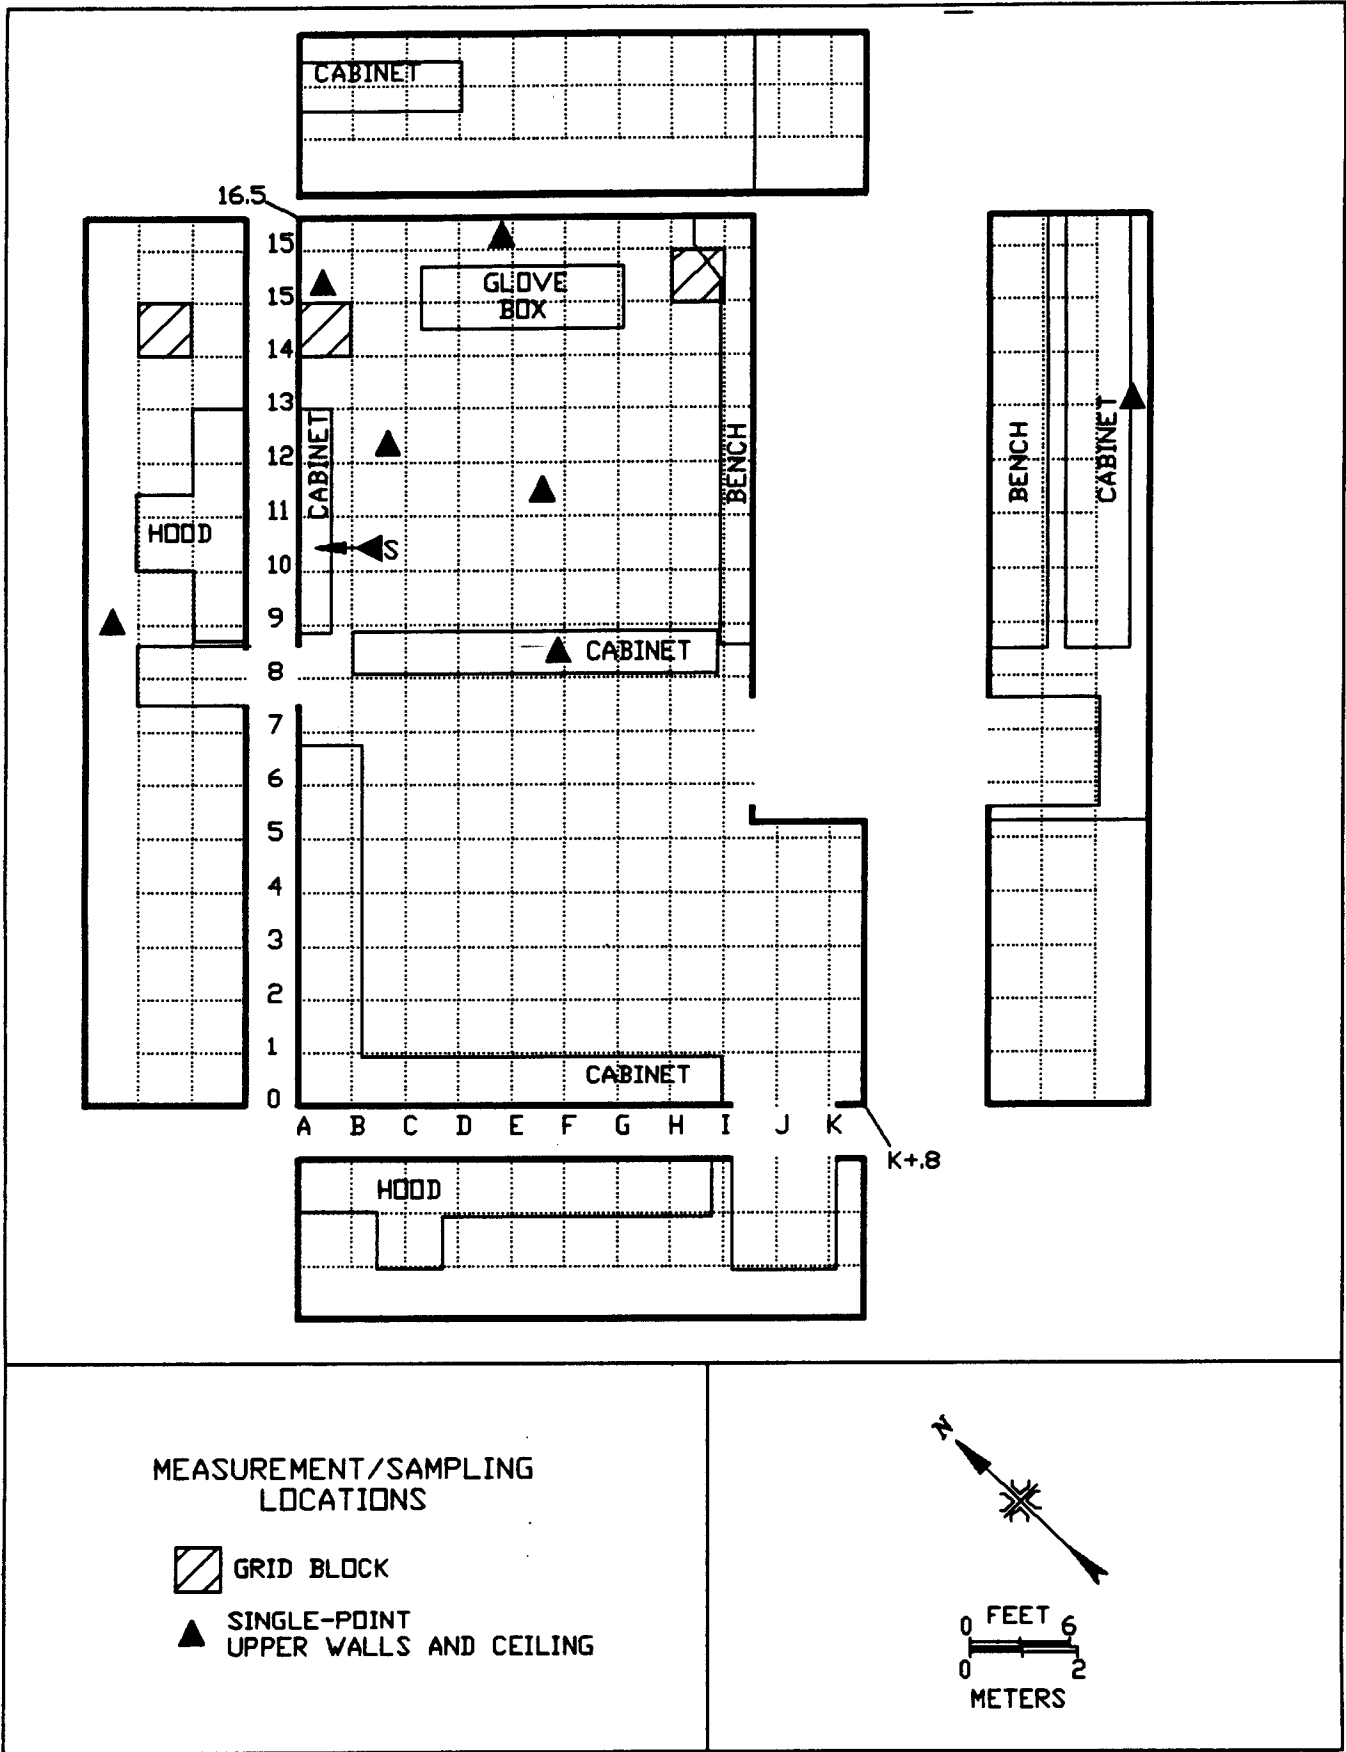 CABINET
16.5
15
GLOVE
BOX
15
14
13
CABINET
BENCH
12
11
HOOD
S
10
9
CABINET
8
7
6
5
4
3
2
1
CABINET
0
A B C D E F G H I J K
K+.8
BENCH
CABINET
HOOD
MEASUREMENT/SAMPLING
LOCATIONS
GRID BLOCK
SINGLE-POINT
UPPER WALLS AND CEILING
N
0 FEET 6
0 2
METERS